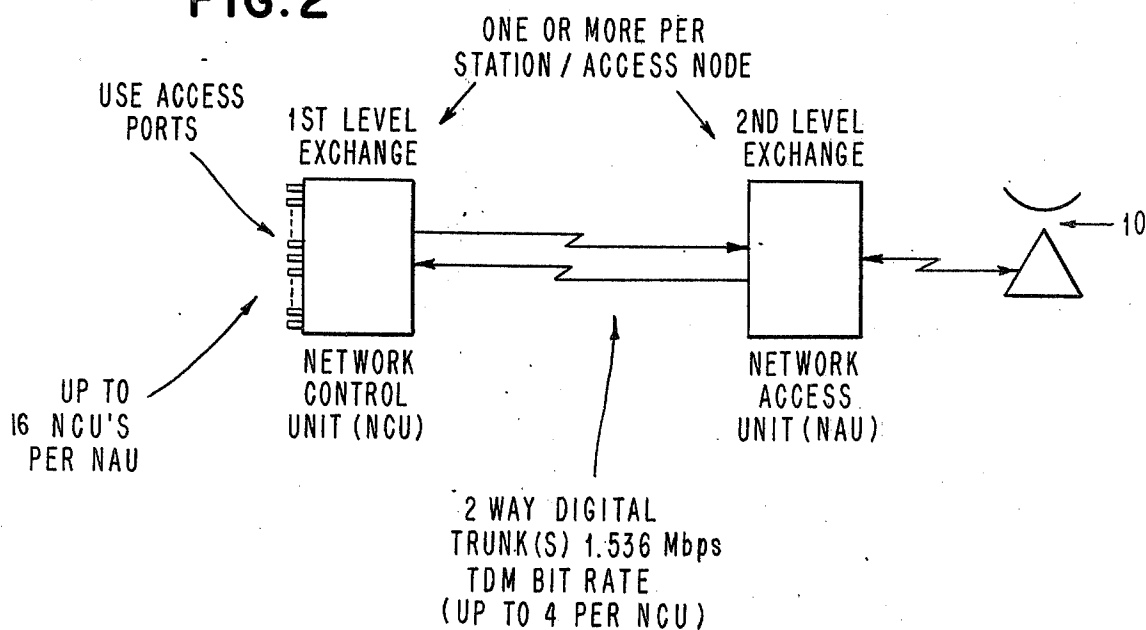 FIG.2
ONE OR MORE PER
STATION / ACCESS NODE
USE ACCESS
PORTS
1ST LEVEL
EXCHANGE
2ND LEVEL
EXCHANGE
10
NETWORK
CONTROL
UNIT (NCU)
NETWORK
ACCESS
UNIT (NAU)
UP TO
16 NCU'S
PER NAU
2 WAY DIGITAL
TRUNK(S) 1.536 Mbps
TDM BIT RATE
(UP TO 4 PER NCU)